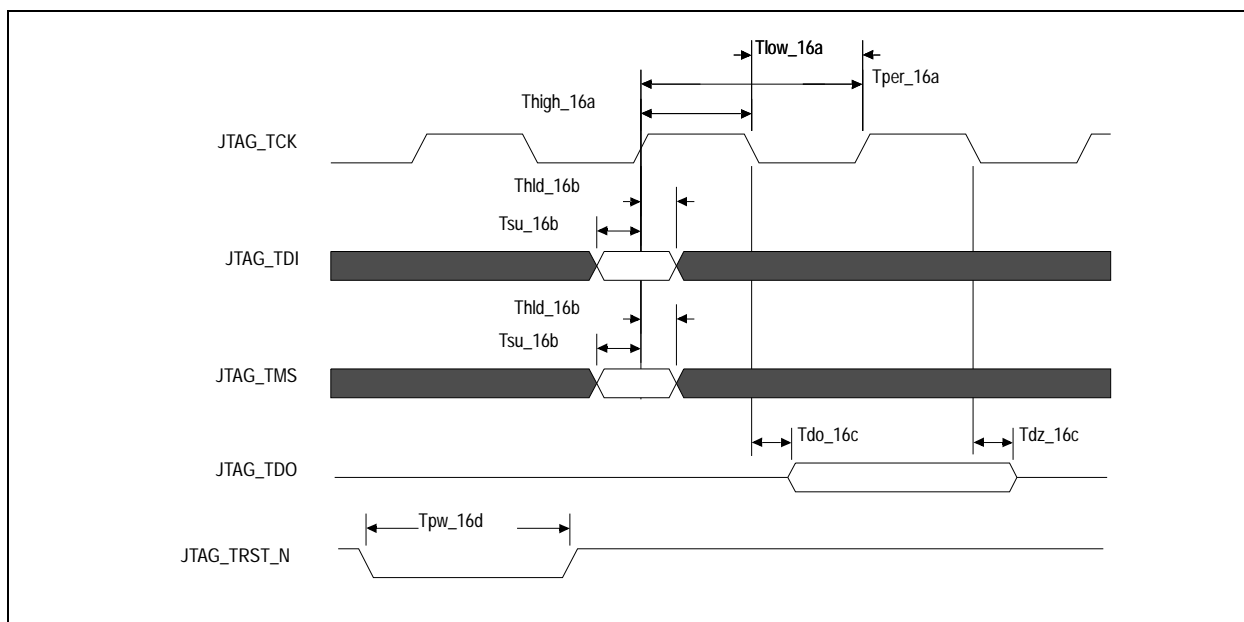 Tlow_16a
Tper_16a
Thigh_16a
JTAG_TCK
Thld_16b
Tsu_16b
JTAG_TDI
Thld_16b
Tsu_16b
JTAG_TMS
Tdo_16c
Tdz_16c
JTAG_TDO
Tpw_16d
JTAG_TRST_N